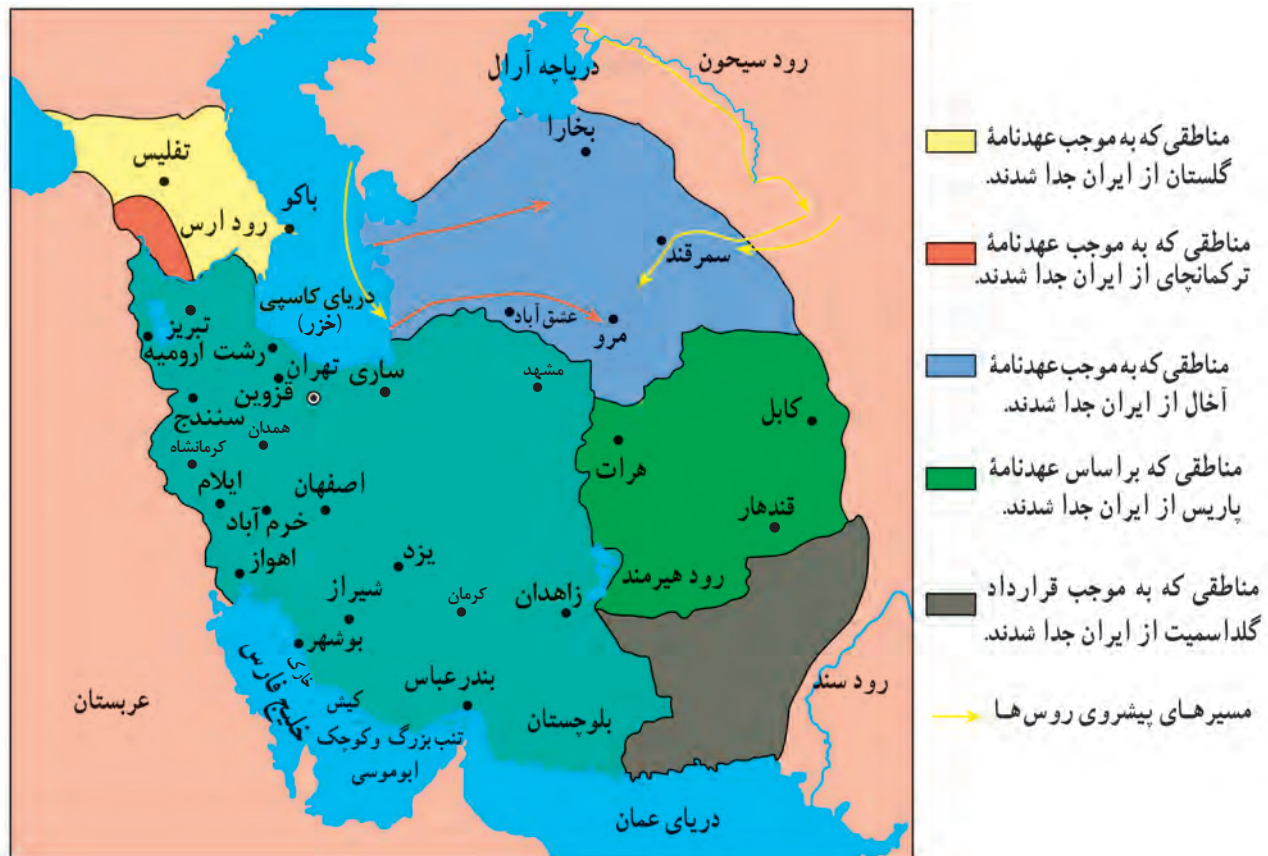 دریاچه آرال
رود سیحون
بخارا
تفلیس
باکو
رود ارس
سمرقند
دریای کاسپی
(خزر)
عشق آباد
مرو
تبریز
رشت ارومیه
تهران
قزوین
ساری
مشهد
کابل
سنندج
همدان
کرمانشاه
هرات
ایلام
اصفهان
خرم آباد
قندهار
اهواز
یزد
رود هیرمند
شیراز
کرمان
زاهدان
بوشهر
خارک
خلیج فارس
عربستان
کیش
بندرعباس
بلوچستان
رود سند
تنب بزرگ وکوچک
ابوموسی
دریای عمان
مناطقی که به موجب عهدنامهٔ
گلستان از ایران جدا شدند.
مناطقی که به موجب عهدنامهٔ
ترکمانچای از ایران جدا شدند.
مناطقی که به موجب عهدنامهٔ
آخال از ایران جدا شدند.
مناطقی که براساس عهدنامهٔ
پاریس از ایران جدا شدند.
مناطقی که به موجب قرارداد
گلداسمیت از ایران جدا شدند.
مسیرهای پیشروی روس‌ها